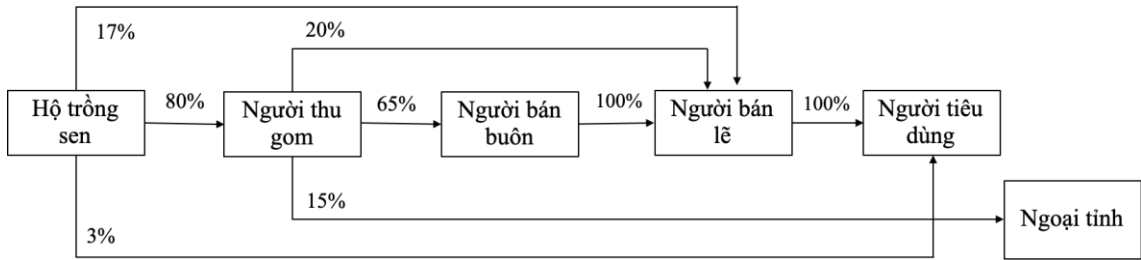 17%
20%
Hộ trồng
sen
80%
Người thu
gom
65%
Người bán
buôn
100%
Người bán
lẽ
100%
Người tiêu
dùng
15%
Ngoại tỉnh
3%